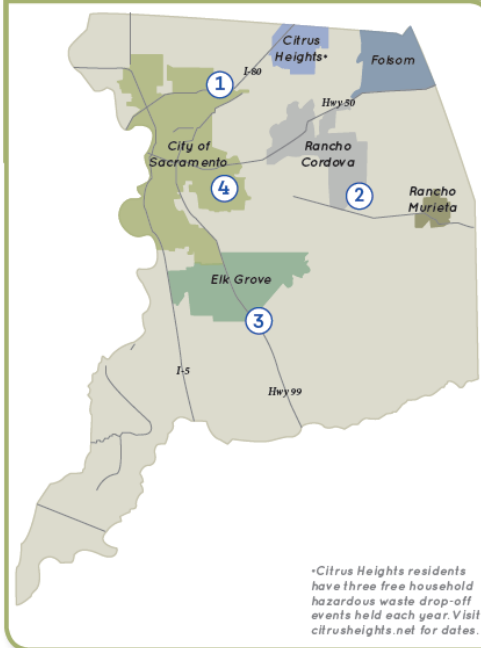 Citrus
Heights•
Folsom
I-80
1
Hwy 50
City of
Sacramento
Rancho
Cordova
4
2
Rancho
Murieta
Elk Grove
3
I-5
Hwy 99
•Citrus Heights residents
have three free household
hazardous waste drop-off
events held each year. Visit
citrusheights.net for dates.